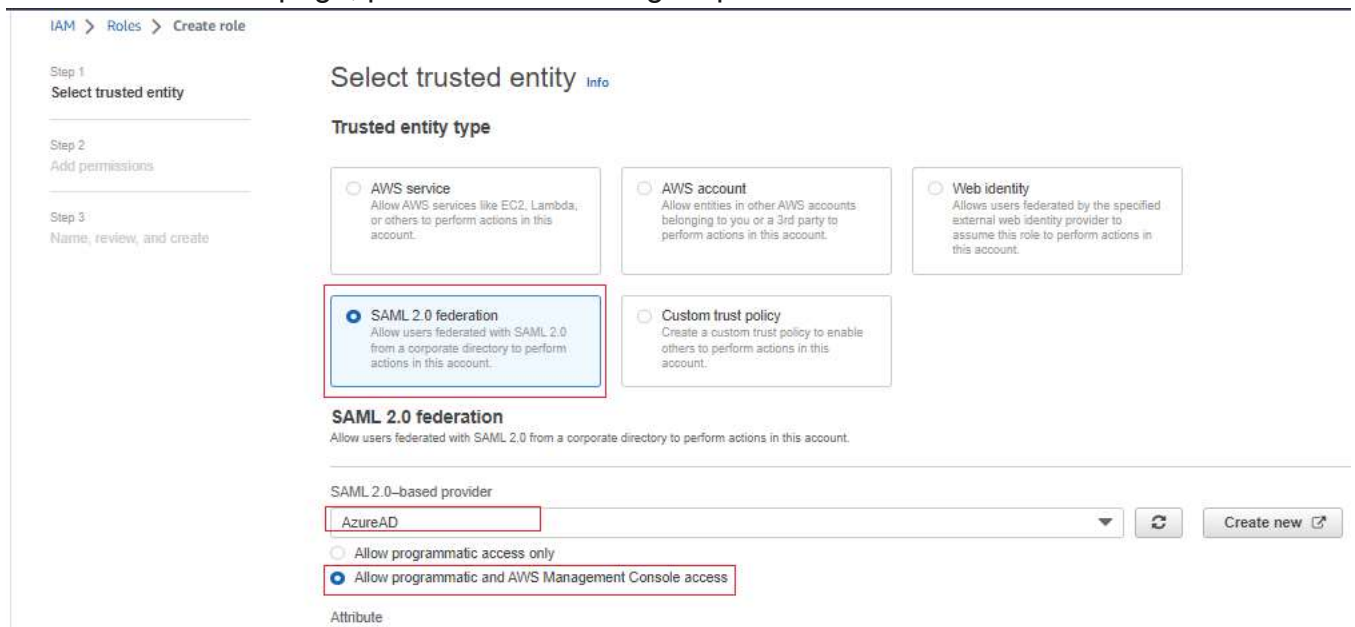 IAM > Roles > Create role
Step 1
Select trusted entity
Step 2
Add permissions
Step 3
Name, review, and create
Select trusted entity Info
Trusted entity type
AWS service
Allow AWS services like EC2, Lambda,
or others to perform actions in this
account.
AWS account
Allow entities in other AWS accounts
belonging to you or a 3rd party to
perform actions in this account.
Web identity
Allows users federated by the specified
external web identity provider to
assume this role to perform actions in
this account.
SAML 2.0 federation
Allow users federated with SAML 2.0
from a corporate directory to perform
actions in this account.
Custom trust policy
Create a custom trust policy to enable
others to perform actions in this
account.
SAML 2.0 federation
Allow users federated with SAML 2.0 from a corporate directory to perform actions in this account.
SAML 2.0–based provider
AzureAD
Create new
Allow programmatic access only
Allow programmatic and AWS Management Console access
Attribute